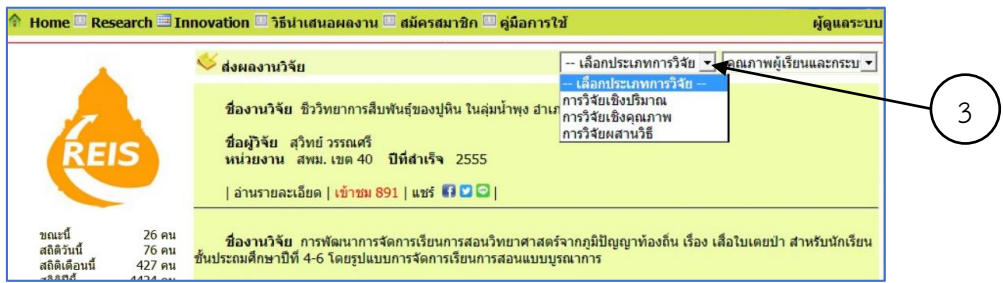 Home Research Innovation วิธีนำเสนอผลงาน สมัครสมาชิก คู่มือการใช้ ผู้ดูแลระบบ
ส่งผลงานวิจัย -- เลือกประเภทการวิจัย คุณภาพผู้เรียนและกระบ
-- เลือกประเภทการวิจัย --
การวิจัยเชิงปริมาณ
การวิจัยเชิงคุณภาพ
การวิจัยผสานวิธี
3
ชื่องานวิจัย ชีววิทยาการสืบพันธุ์ของปูหิน ในลุ่มน้ำพุง อำเภ
ชื่อผู้วิจัย สุวิทย์ วรรณศรี
หน่วยงาน สพม. เขต 40 ปีที่สำเร็จ 2555
| อ่านรายละเอียด | เข้าชม 891 | แชร์ |
REIS
ขณะนี้ 26 คน
สถิติวันนี้ 76 คน
สถิติเดือนนี้ 427 คน
ชื่องานวิจัย การพัฒนาการจัดการเรียนการสอนวิทยาศาสตร์จากภูมิปัญญาท้องถิ่น เรื่อง เสื่อใบเตยป่า สำหรับนักเรียน
ชั้นประถมศึกษาปีที่ 4-6 โดยรูปแบบการจัดการเรียนการสอนแบบบูรณาการ